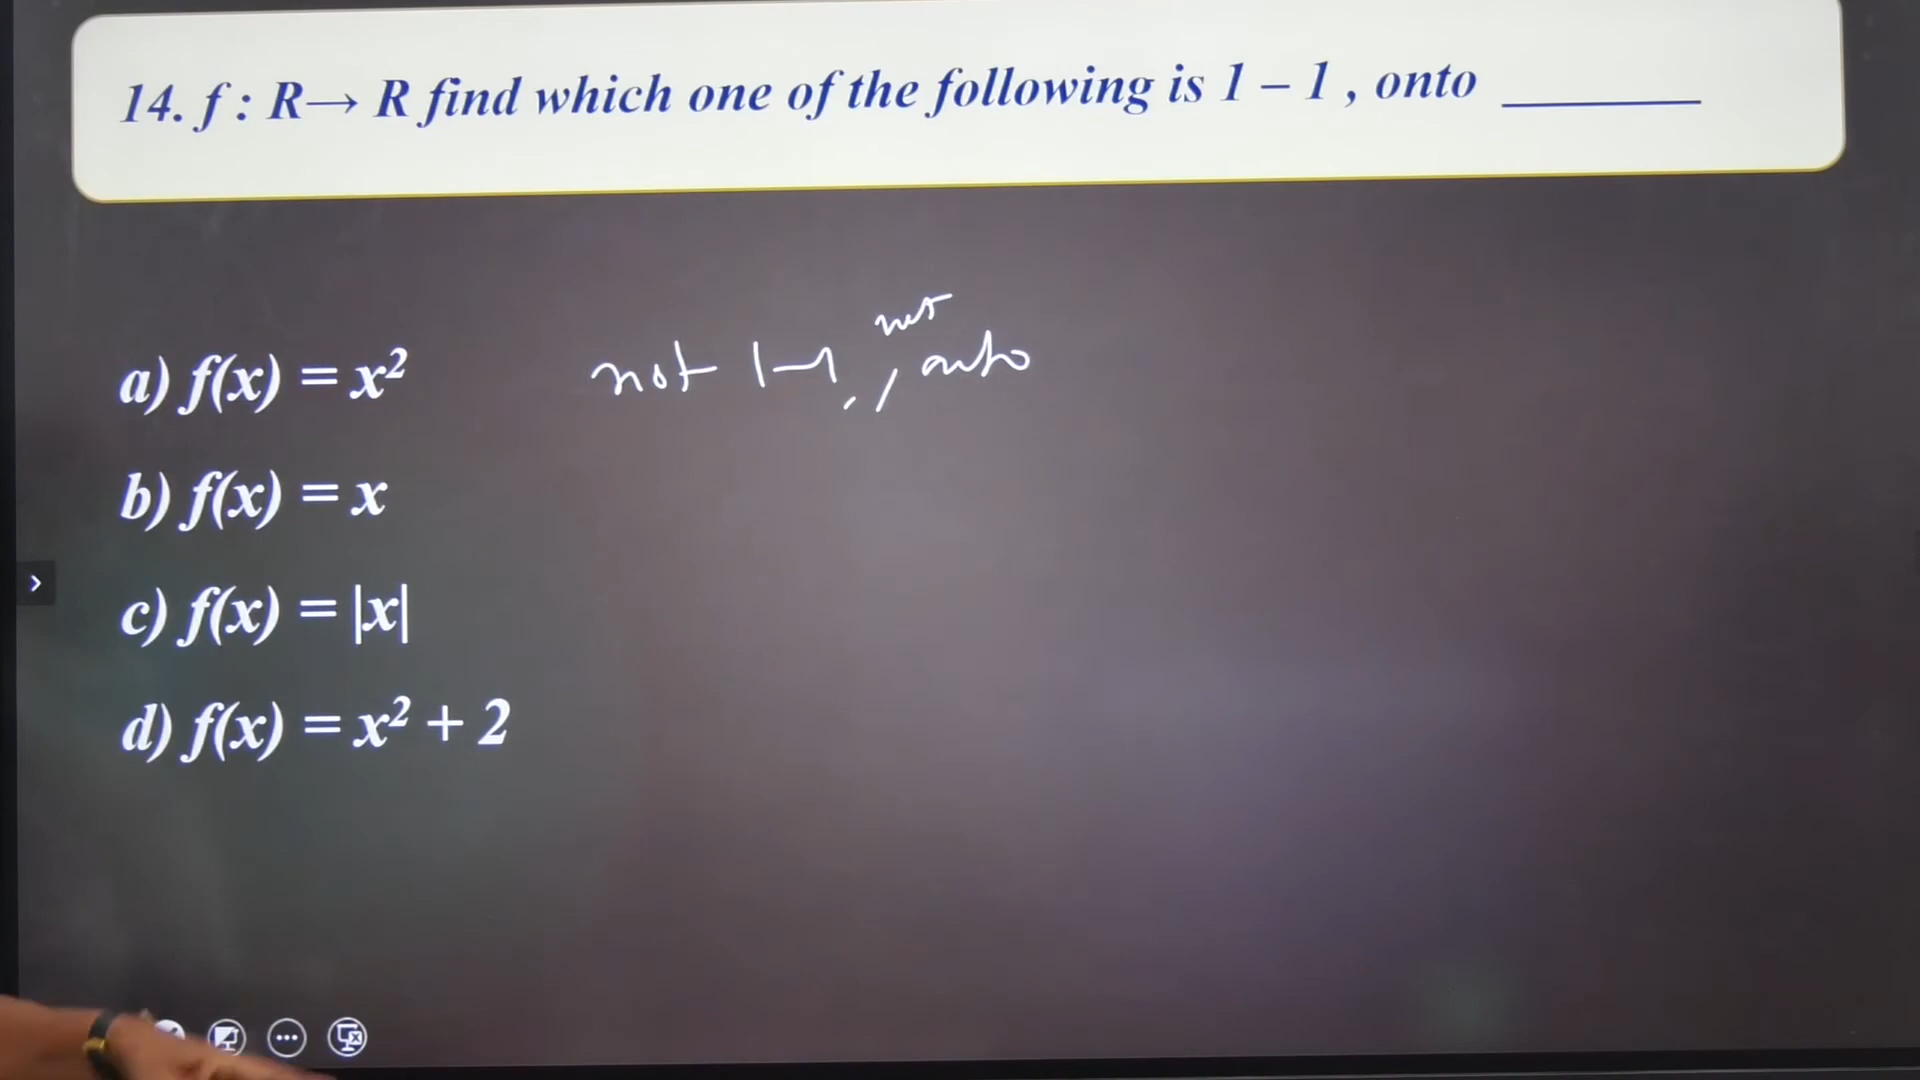 14. f : R→ R find which one of the following is 1 – 1 , onto ________
not
a) f(x) = x² not 1-1, , onto
b) f(x) = x
c) f(x) = |x|
d) f(x) = x² + 2